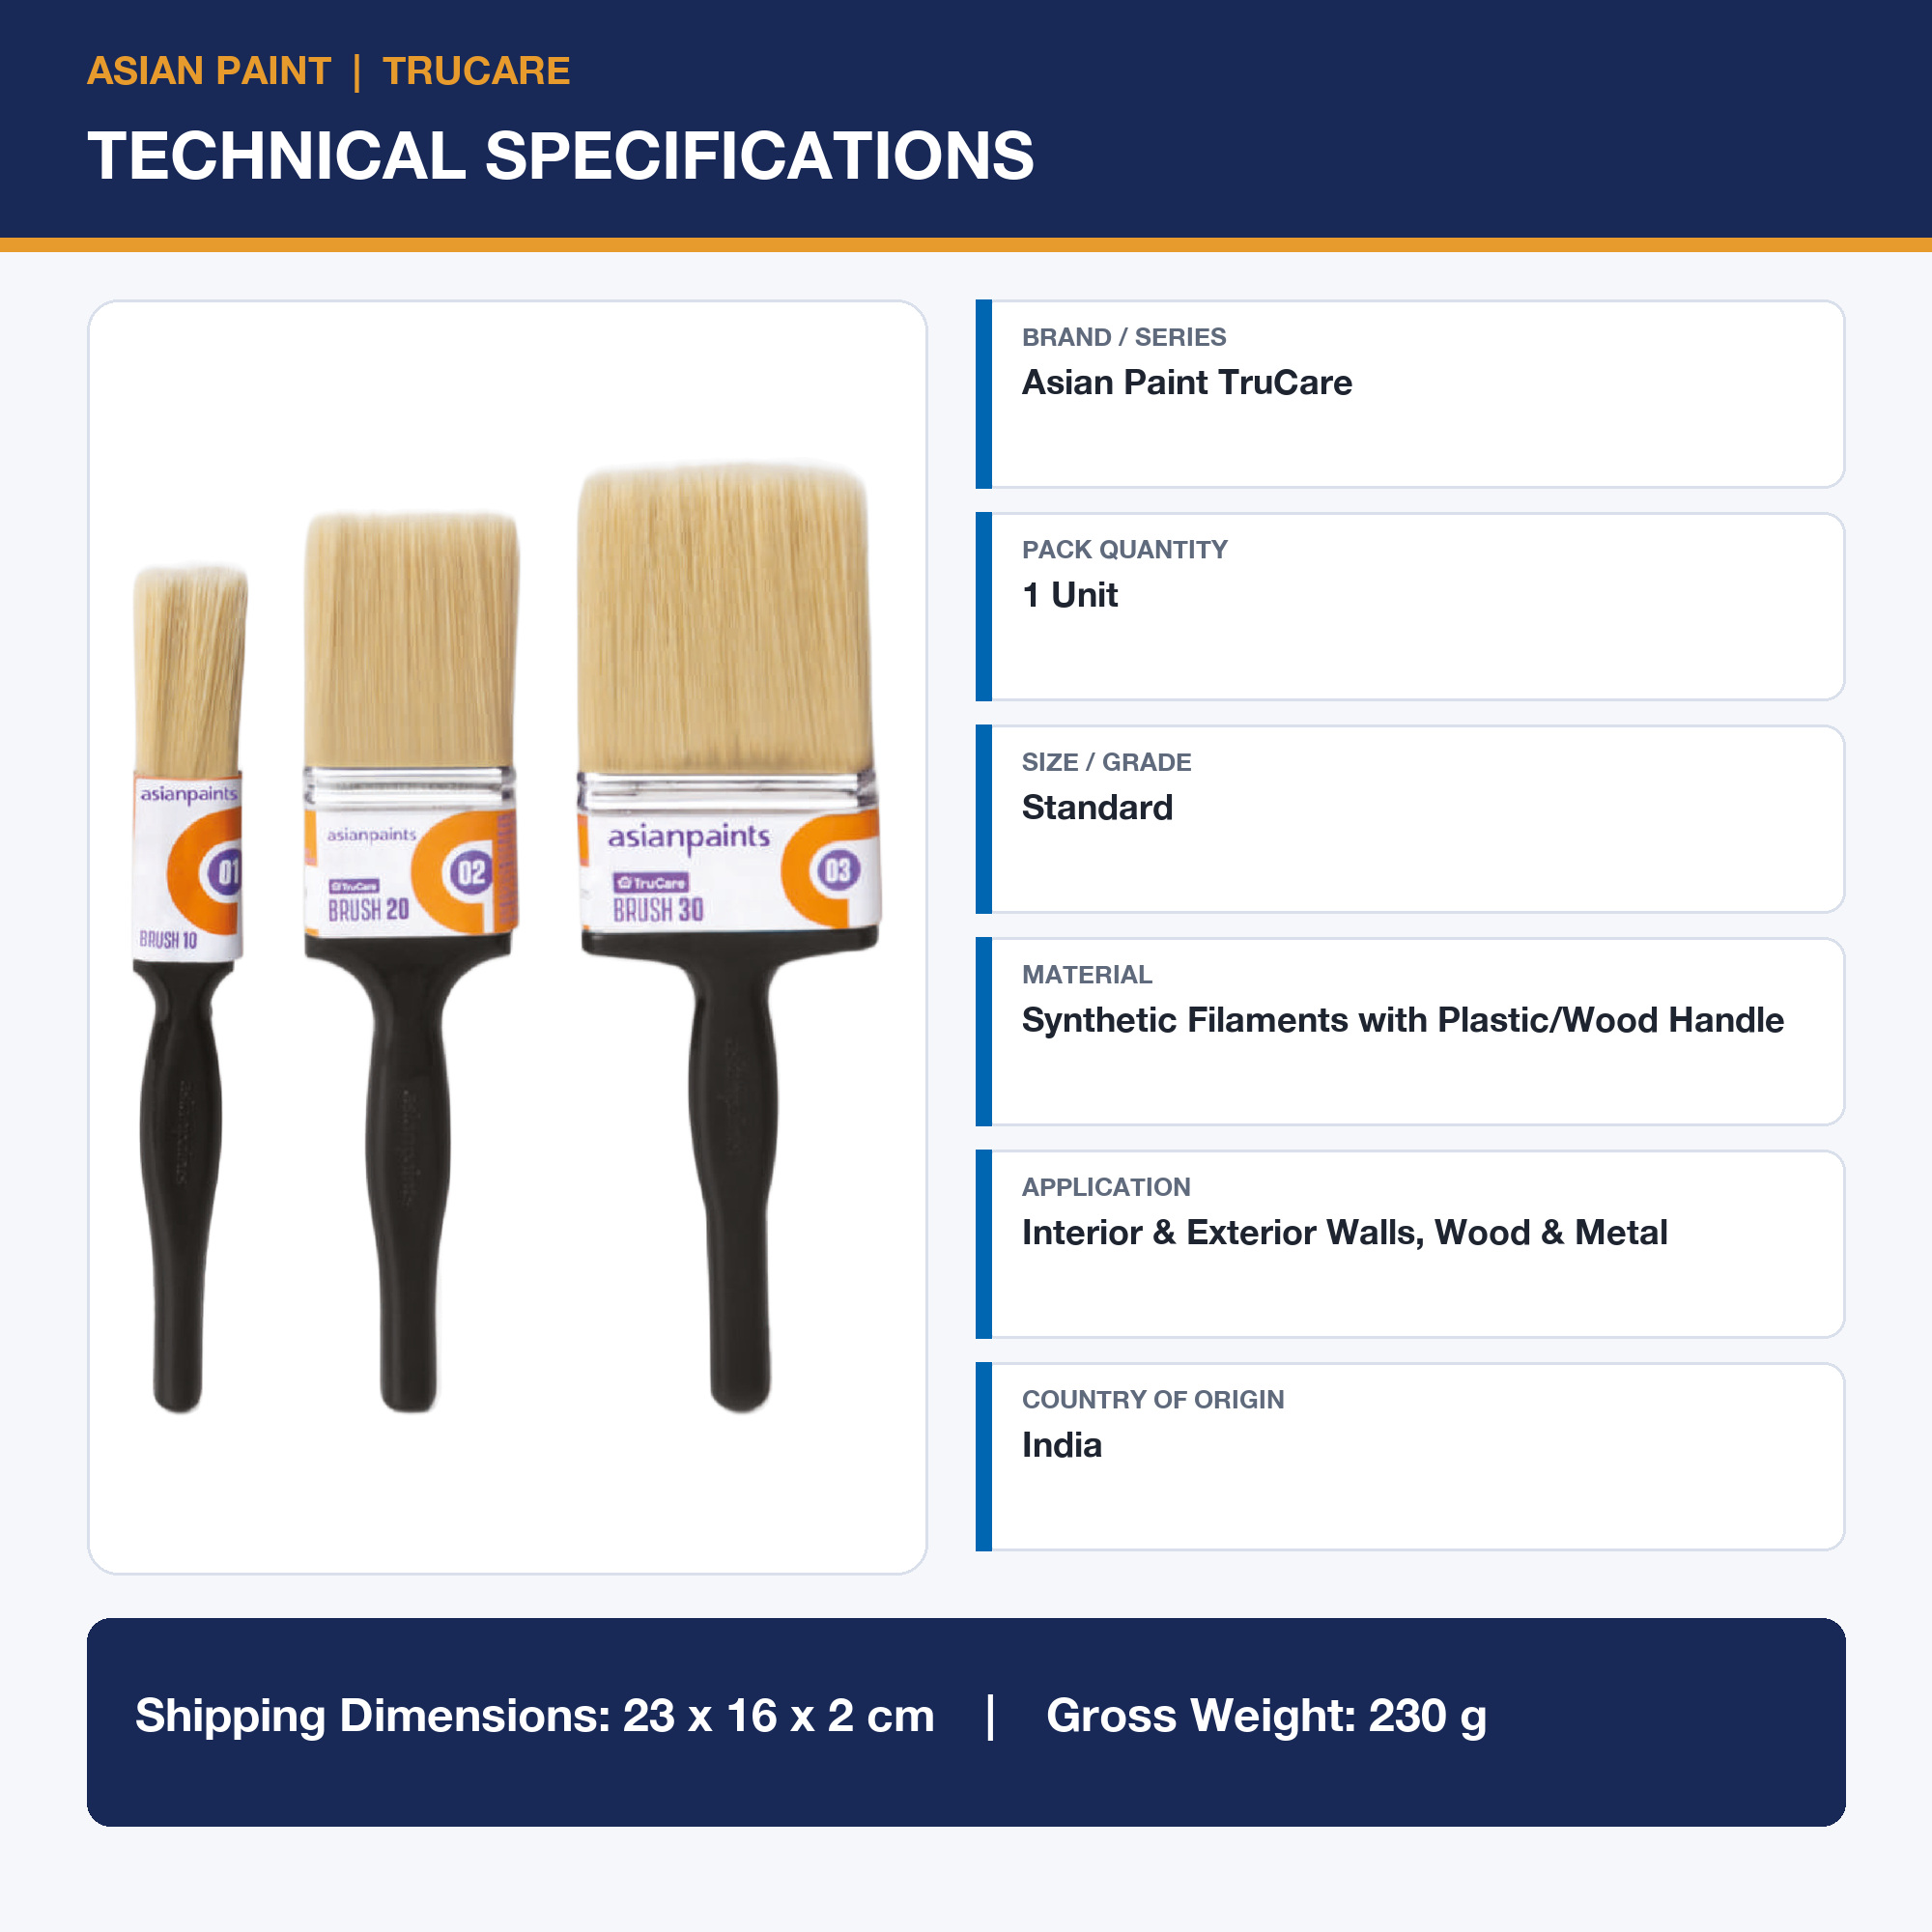 ASIAN PAINT | TRUCARE
TECHNICAL SPECIFICATIONS
asianpaints
01
BRUSH 10
asianpaints
02
TruCare
BRUSH 20
asianpaints
03
TruCare
BRUSH 30
BRAND / SERIES
Asian Paint TruCare
PACK QUANTITY
1 Unit
SIZE / GRADE
Standard
MATERIAL
Synthetic Filaments with Plastic/Wood Handle
APPLICATION
Interior & Exterior Walls, Wood & Metal
COUNTRY OF ORIGIN
India
Shipping Dimensions: 23 x 16 x 2 cm | Gross Weight: 230 g